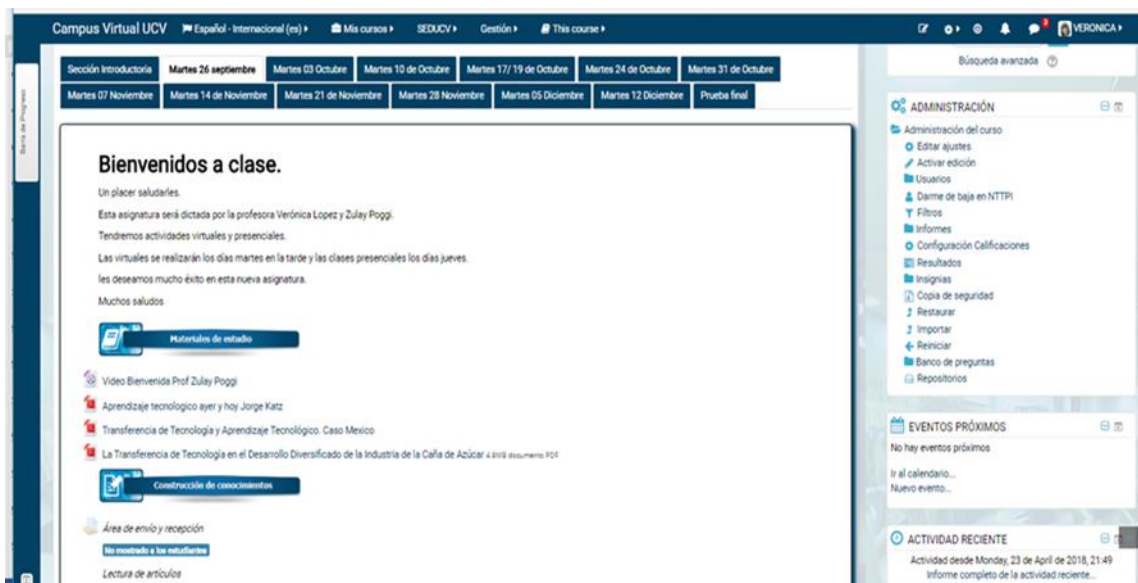 Campus Virtual UCV Español - Internacional (es) Mis cursos SEDUCV Gestión This course 3 VERONICA
Sección Introductoria Martes 26 septiembre Martes 03 Octubre Martes 10 de Octubre Martes 17/ 19 de Octubre Martes 24 de Octubre Martes 31 de Octubre
Martes 07 Noviembre Martes 14 de Noviembre Martes 21 de Noviembre Martes 28 Noviembre Martes 05 Diciembre Martes 12 Diciembre Prueba final
Barra de Progreso
Bienvenidos a clase.
Un placer saludarles.
Esta asignatura será dictada por la profesora Verónica Lopez y Zulay Poggi.
Tendremos actividades virtuales y presenciales.
Las virtuales se realizarán los días martes en la tarde y las clases presenciales los días jueves.
les deseamos mucho éxito en esta nueva asignatura.
Muchos saludos
Materiales de estudio
Video Bienvenida Prof Zulay Poggi
Aprendizaje tecnologico ayer y hoy Jorge Katz
Transferencia de Tecnología y Aprendizaje Tecnológico. Caso Mexico
La Transferencia de Tecnología en el Desarrollo Diversificado de la Industria de la Caña de Azúcar 4.8MB documento PDF
Construcción de conocimientos
Área de envío y recepción
No mostrado a los estudiantes
Lectura de artículos
Búsqueda avanzada
ADMINISTRACIÓN
Administración del curso
Editar ajustes
Activar edición
Usuarios
Darme de baja en NTTPI
Filtros
Informes
Configuración Calificaciones
Resultados
Insignias
Copia de seguridad
Restaurar
Importar
Reiniciar
Banco de preguntas
Repositorios
EVENTOS PRÓXIMOS
No hay eventos próximos
Ir al calendario...
Nuevo evento...
ACTIVIDAD RECIENTE
Actividad desde Monday, 23 de April de 2018, 21:49
Informe completo de la actividad reciente...